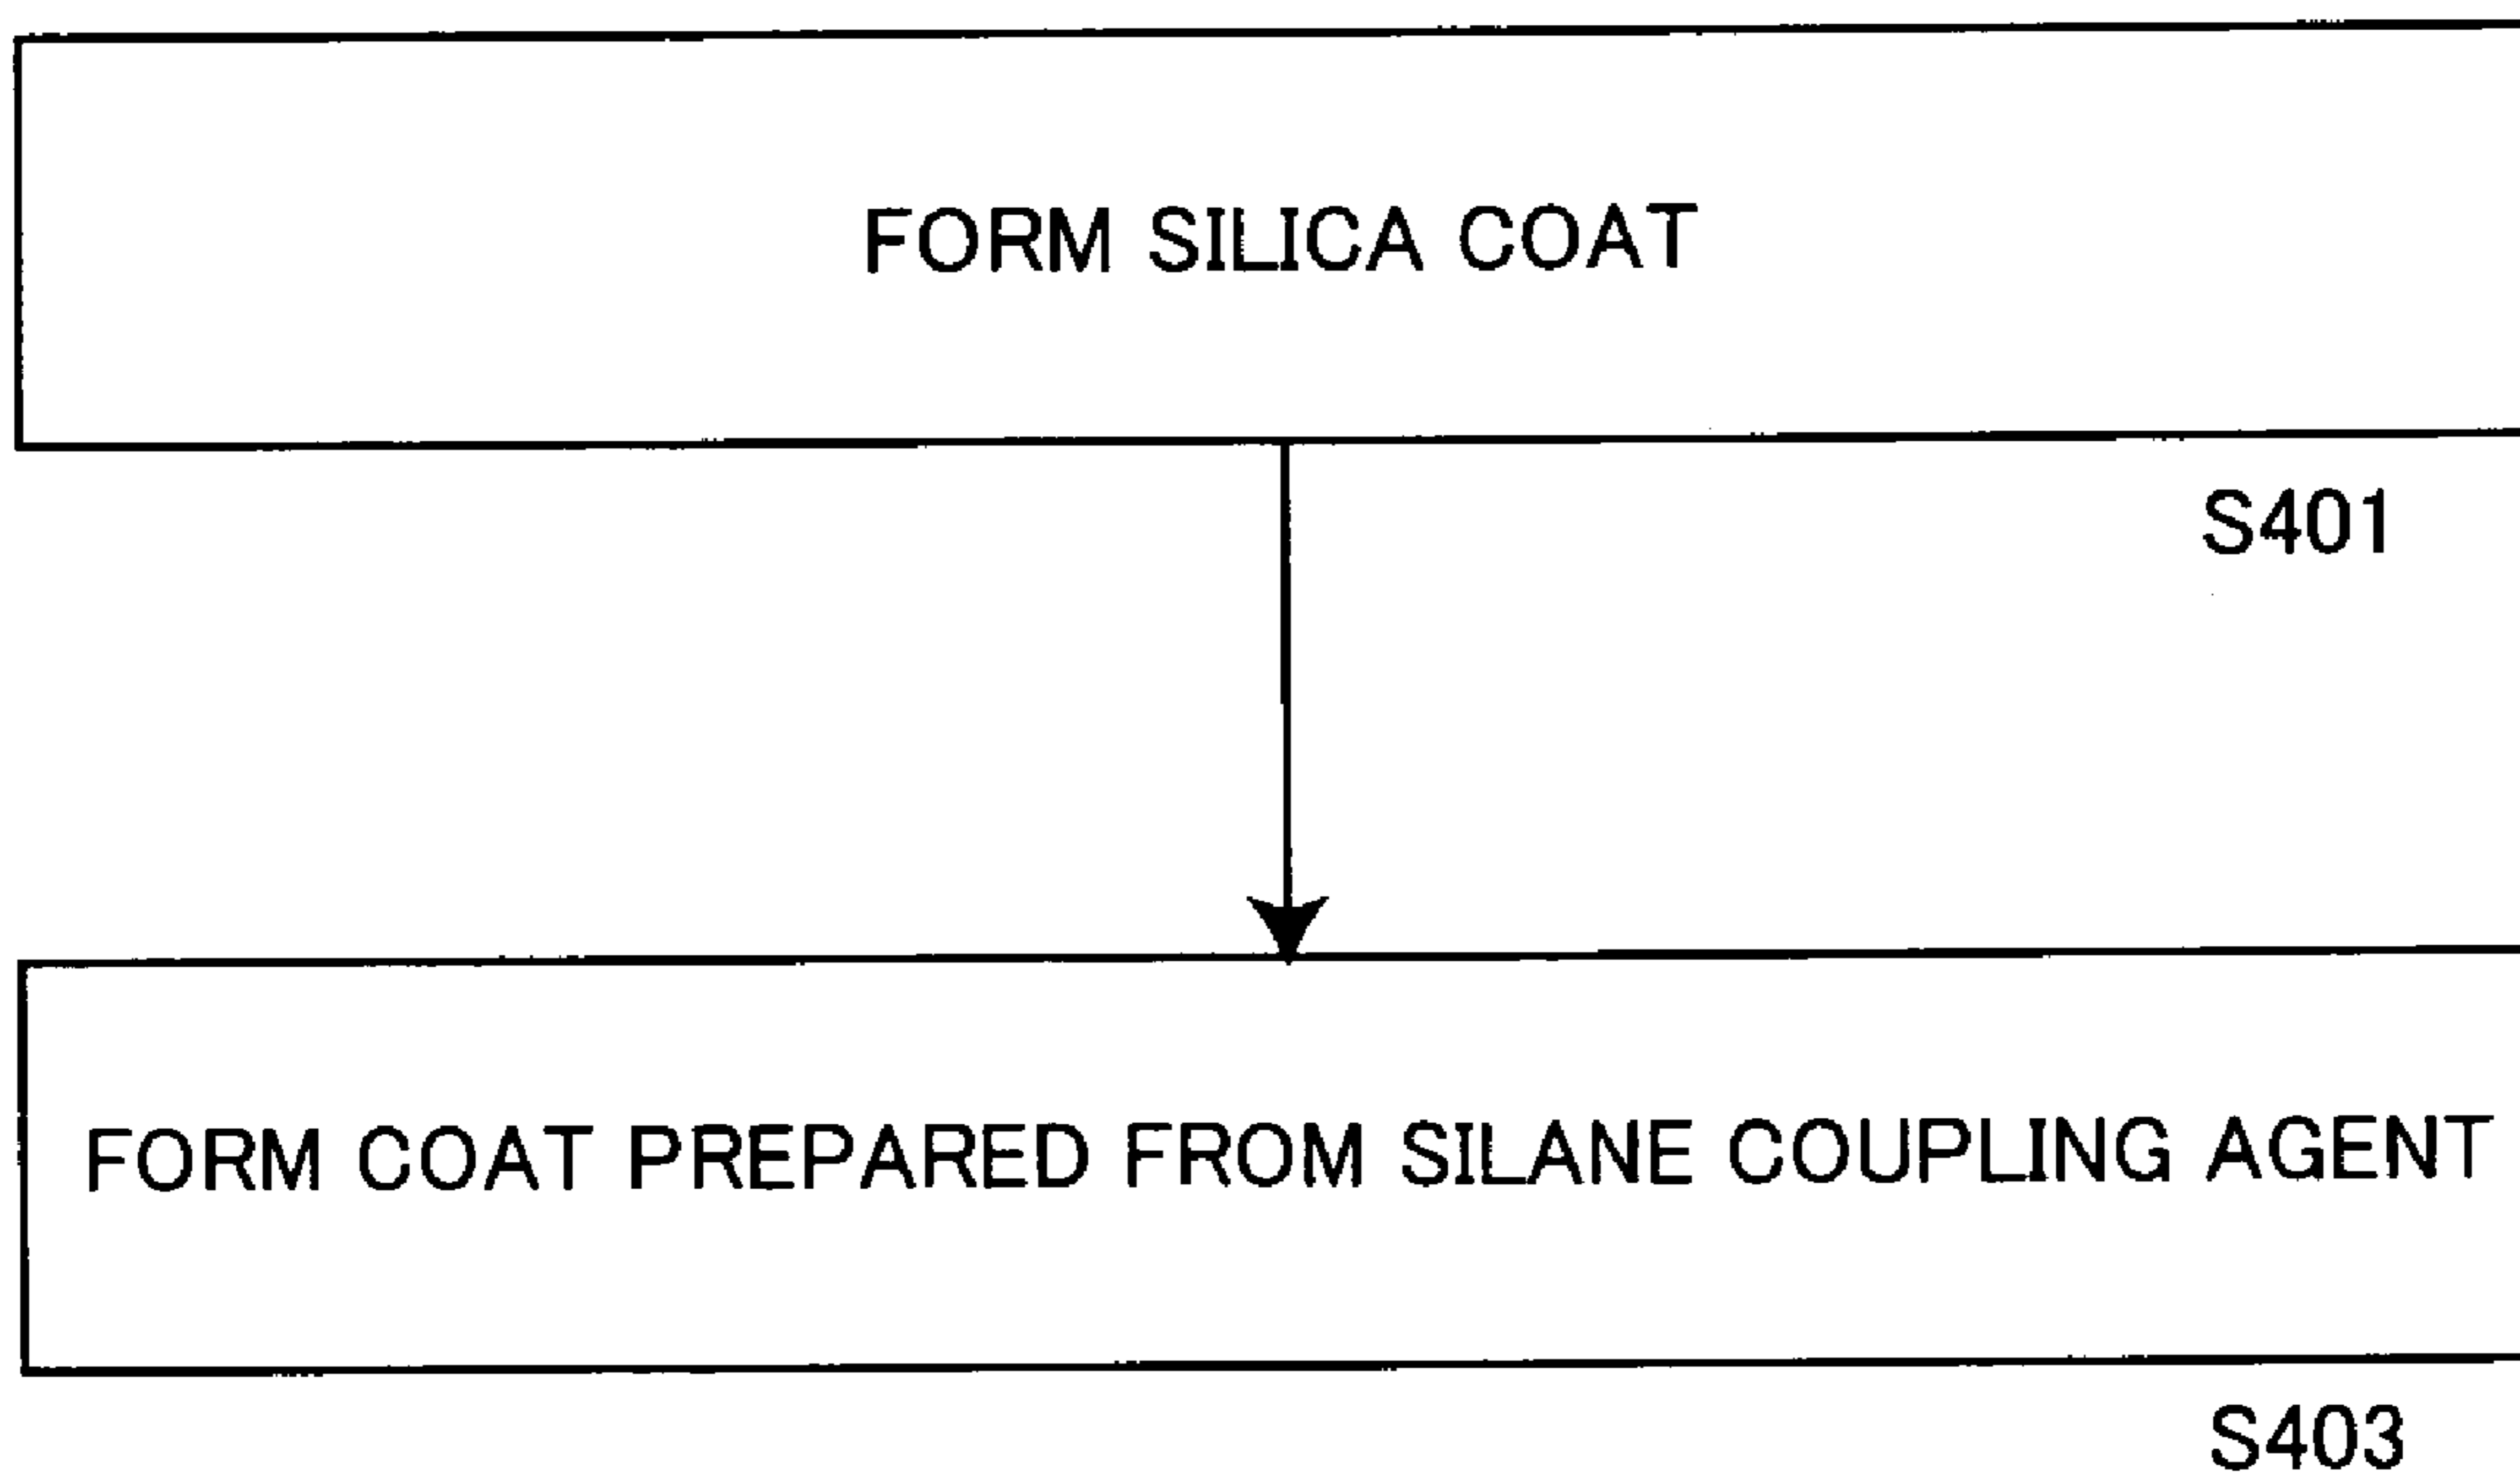 FORM SILICA COAT
S401
FORM COAT PREPARED FROM SILANE COUPLING AGENT
S403